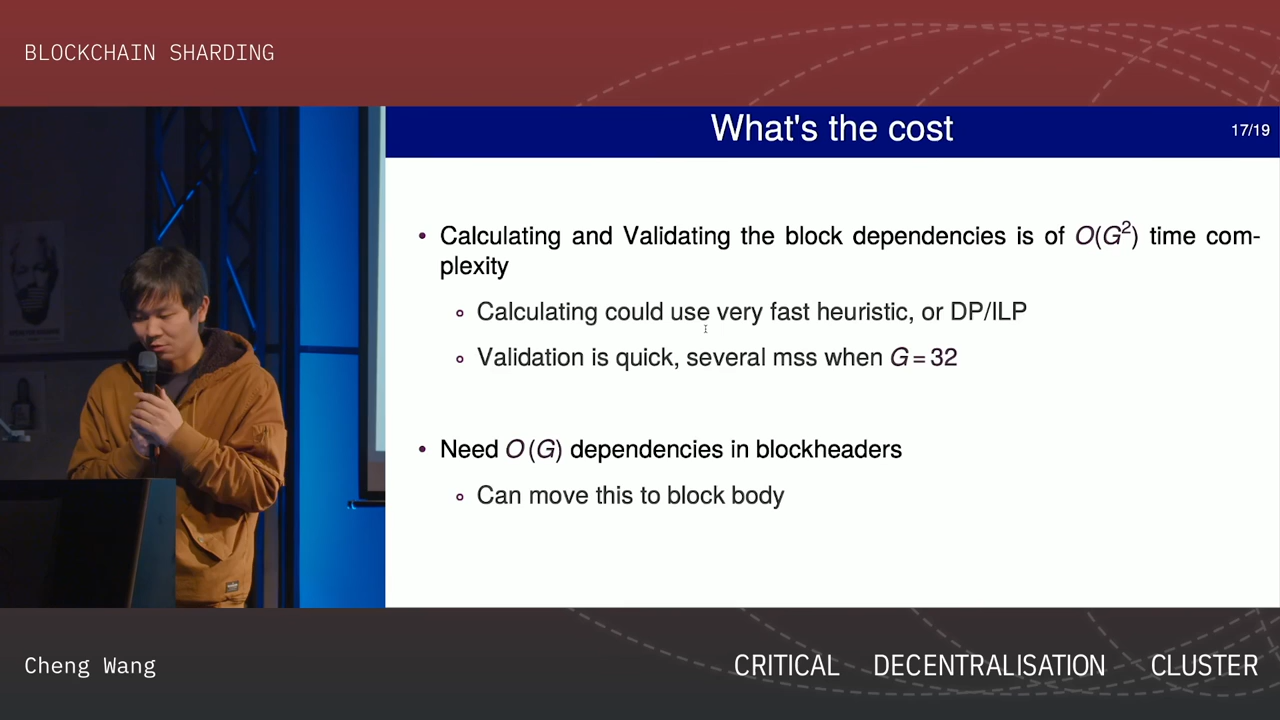 BLOCKCHAIN SHARDING
What's the cost
17/19
• Calculating and Validating the block dependencies is of O(G²) time com-
plexity
∘ Calculating could use very fast heuristic, or DP/ILP
∘ Validation is quick, several mss when G = 32
• Need O(G) dependencies in blockheaders
∘ Can move this to block body
Cheng Wang
CRITICAL DECENTRALISATION CLUSTER